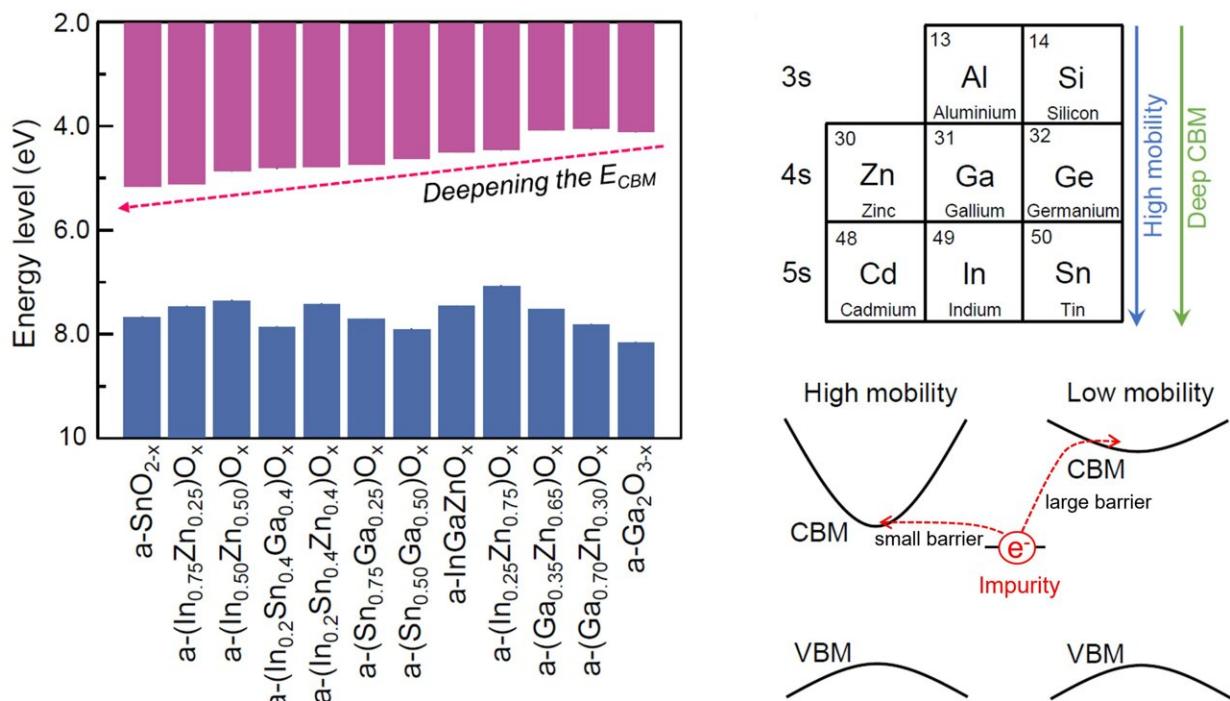 Energy level (eV)
2.0
4.0
6.0
8.0
10
Deepening the E_CBM
a-SnO₂₋ₓ
a-(In₀.₇₅Zn₀.₂₅)Oₓ
a-(In₀.₅₀Zn₀.₅₀)Oₓ
a-(In₀.₂Sn₀.₄Ga₀.₄)Oₓ
a-(In₀.₂Sn₀.₄Zn₀.₄)Oₓ
a-(Sn₀.₇₅Ga₀.₂₅)Oₓ
a-(Sn₀.₅₀Ga₀.₅₀)Oₓ
a-InGaZnOₓ
a-(In₀.₂₅Zn₀.₇₅)Oₓ
a-(Ga₀.₃₅Zn₀.₆₅)Oₓ
a-(Ga₀.₇₀Zn₀.₃₀)Oₓ
a-Ga₂O₃₋ₓ
3s
13
Al
Aluminium
14
Si
Silicon
4s
30
Zn
Zinc
31
Ga
Gallium
32
Ge
Germanium
5s
48
Cd
Cadmium
49
In
Indium
50
Sn
Tin
High mobility
Deep CBM
High mobility
Low mobility
CBM
large barrier
CBM
small barrier
e⁻
Impurity
VBM
VBM